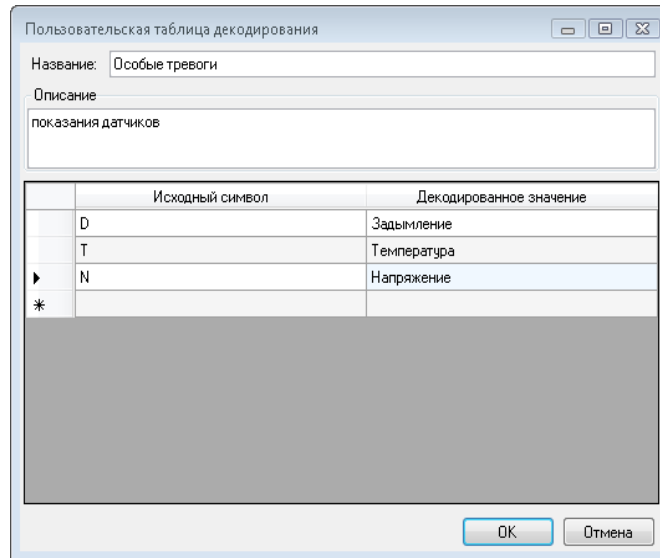 Пользовательская таблица декодирования
Название: Особые тревоги
Описание
показания датчиков
Исходный символ Декодированное значение
D Задымление
T Температура
N Напряжение
OK Отмена